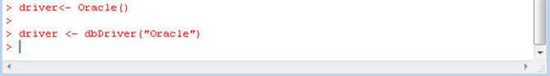 > driver<- Oracle()
>
> driver <- dbDriver("Oracle")
>